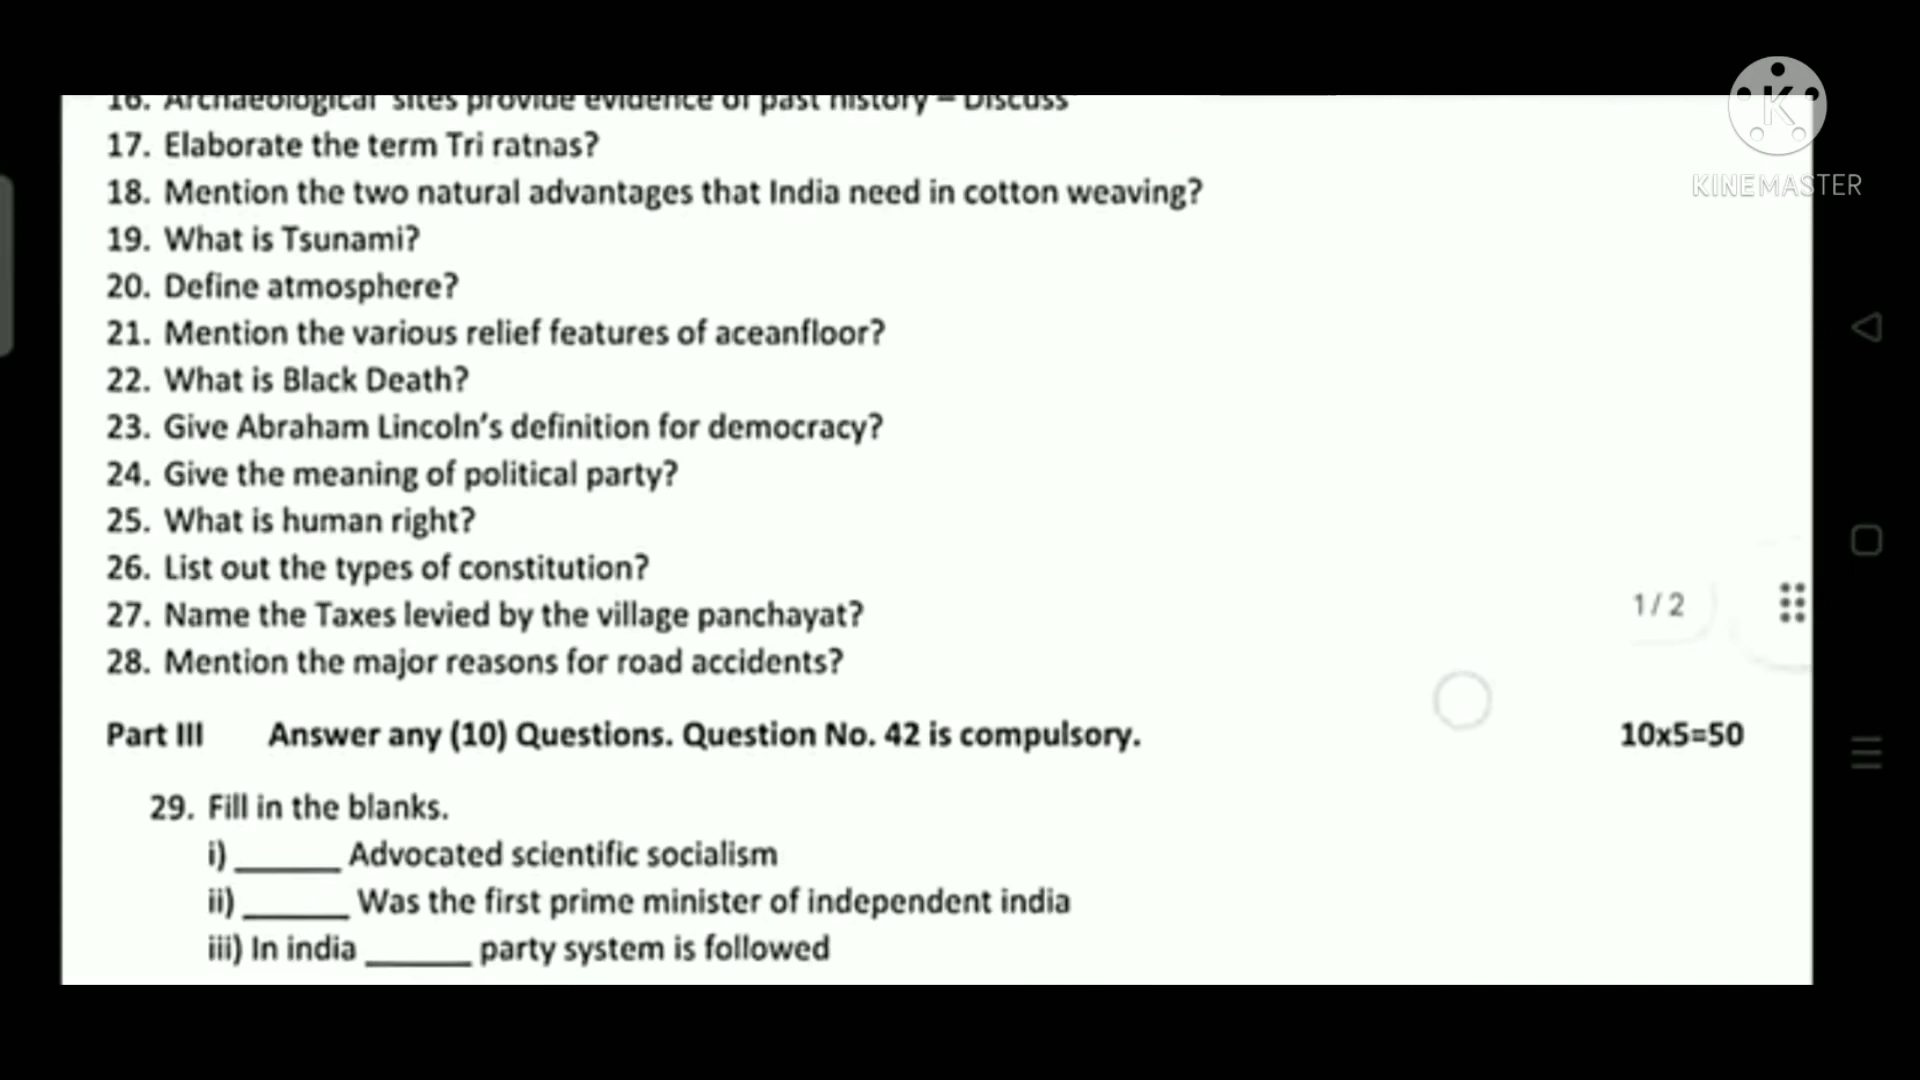 16. Archaeological sites provide evidence of past history – Discuss
17. Elaborate the term Tri ratnas?
KINEMASTER
18. Mention the two natural advantages that India need in cotton weaving?
19. What is Tsunami?
20. Define atmosphere?
21. Mention the various relief features of aceanfloor?
22. What is Black Death?
23. Give Abraham Lincoln's definition for democracy?
24. Give the meaning of political party?
25. What is human right?
26. List out the types of constitution?
27. Name the Taxes levied by the village panchayat?
1 / 2
28. Mention the major reasons for road accidents?
Part III Answer any (10) Questions. Question No. 42 is compulsory. 10x5=50
29. Fill in the blanks.
i) ______ Advocated scientific socialism
ii) ______ Was the first prime minister of independent india
iii) In india ______ party system is followed